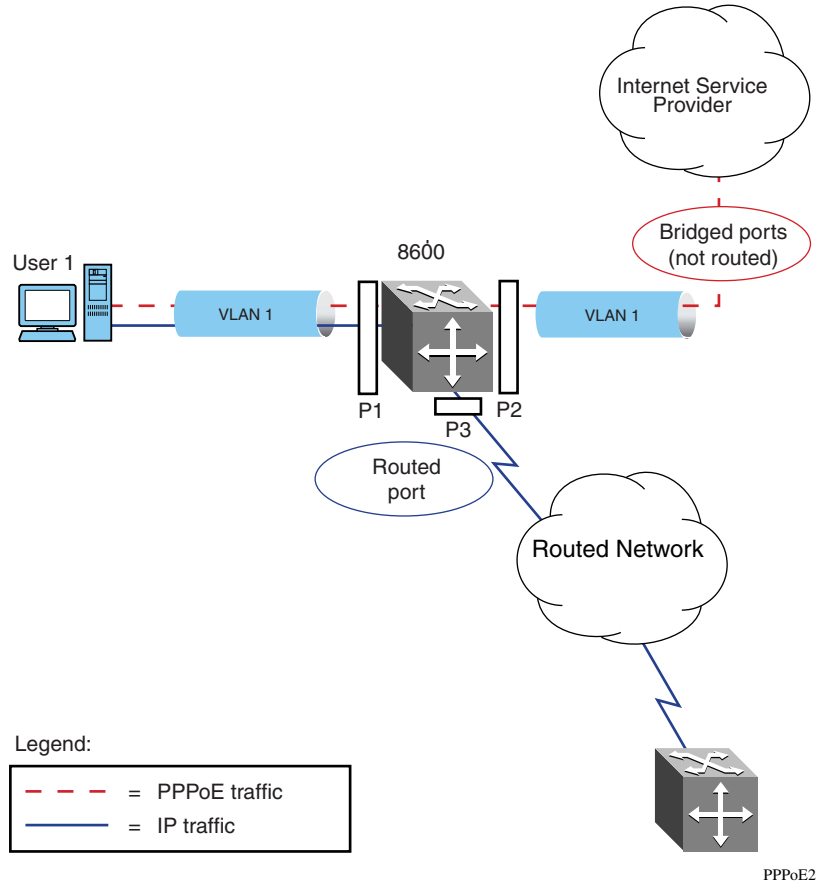 Internet Service
Provider
Bridged ports
(not routed)
8600
User 1
VLAN 1
VLAN 1
P1
P2
P3
Routed
port
Routed Network
Legend:
= PPPoE traffic
= IP traffic
PPPoE2